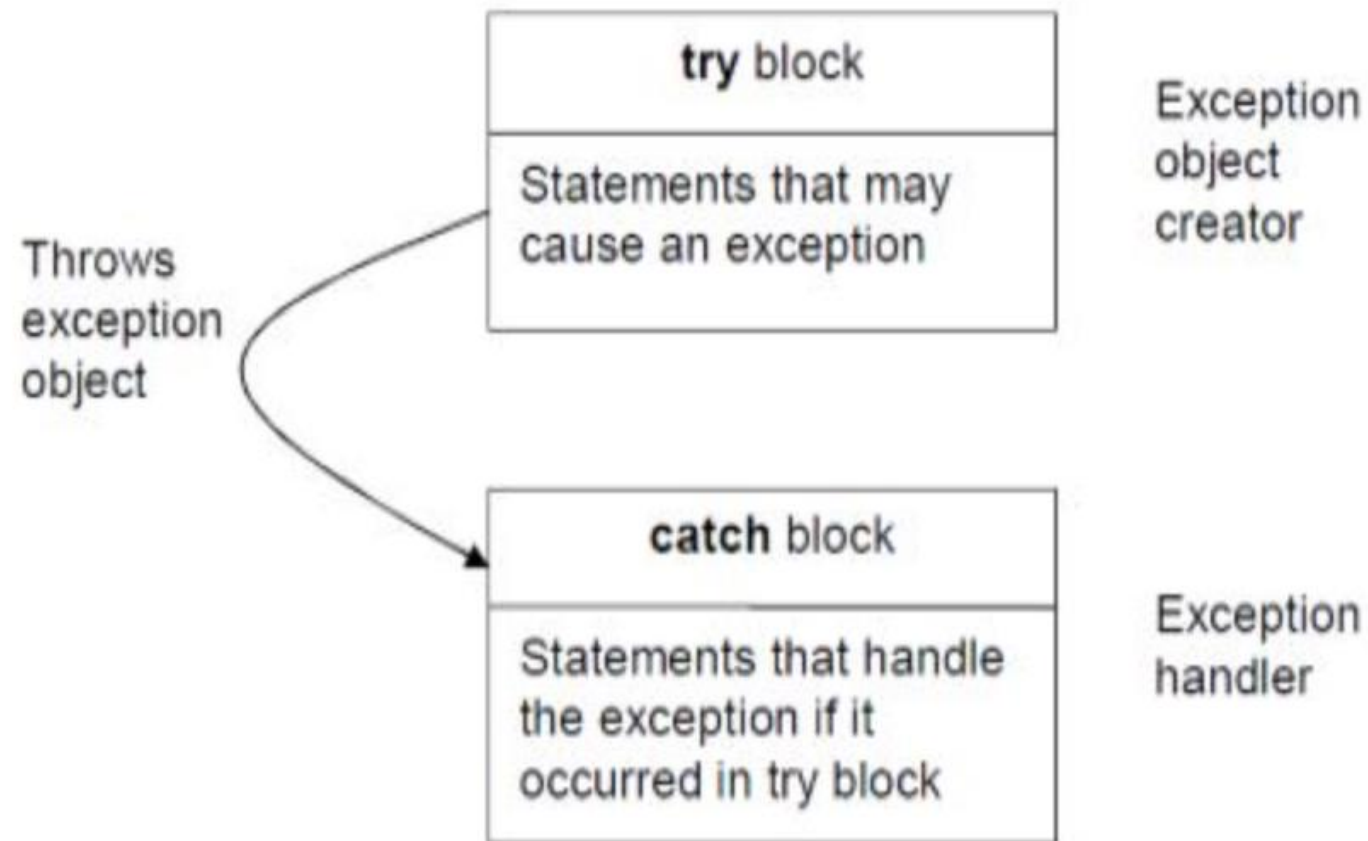 try block
Statements that may
cause an exception
Exception
object
creator
Throws
exception
object
catch block
Statements that handle
the exception if it
occurred in try block
Exception
handler